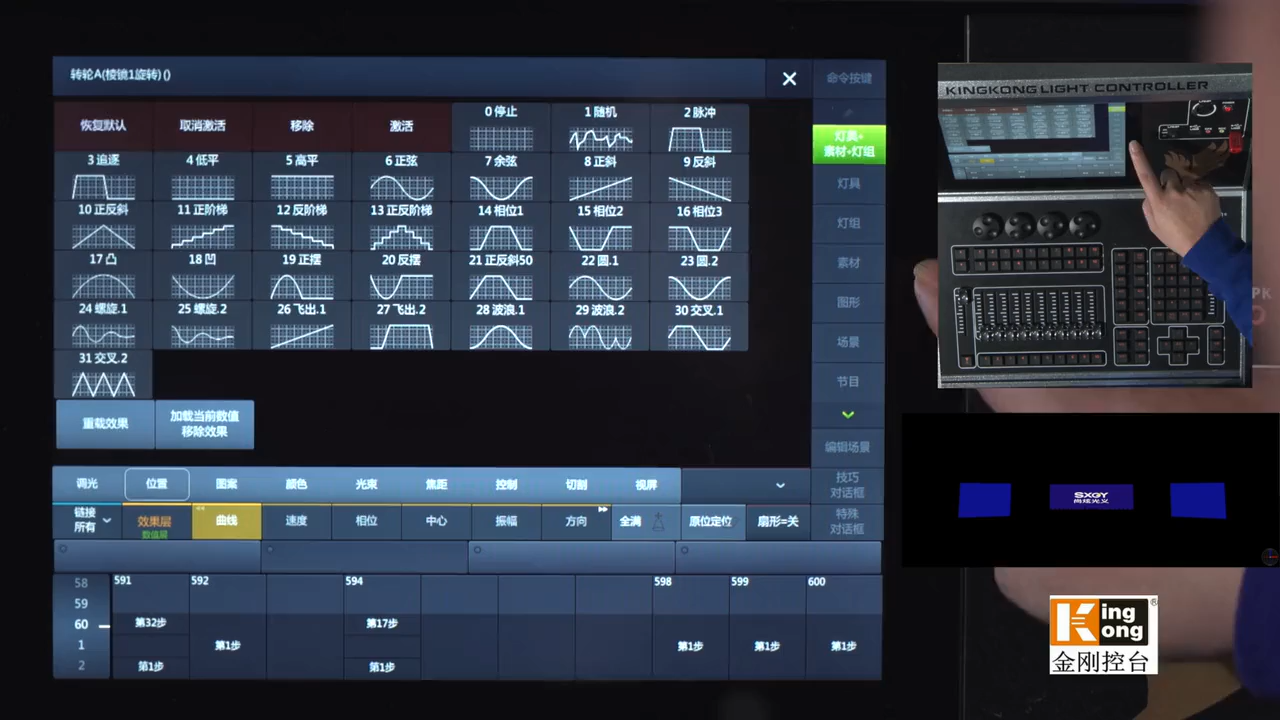 转轮A(棱镜1旋转)()
命令按键
恢复默认
取消激活
移除
激活
0 停止
1 随机
2 脉冲
3 追逐
4 低平
5 高平
6 正弦
7 余弦
8 正斜
9 反斜
10 正反斜
11 正阶梯
12 反阶梯
13 正反阶梯
14 相位1
15 相位2
16 相位3
17 凸
18 凹
19 正摆
20 反摆
21 正反斜50
22 圆.1
23 圆.2
24 螺旋.1
25 螺旋.2
26 飞出.1
27 飞出.2
28 波浪.1
29 波浪.2
30 交叉.1
31 交叉.2
重载效果
加载当前数值
移除效果
灯具+
素材+灯组
灯具
灯组
素材
图形
场景
节目
编辑场景
技巧
对话框
特殊
对话框
调光
位置
图案
颜色
光束
焦距
控制
切割
视屏
链接
所有
效果层
数值层
曲线
速度
相位
中心
振幅
方向
全满
原位定位
扇形=关
58
59
60
1
2
591
592
594
598
599
600
第32步
第1步
第17步
第1步
第1步
第1步
第1步
第1步
KINGKONG LIGHT CONTROLLER
PK
SXGY
尚炫光义
King
Kong
®
金刚控台